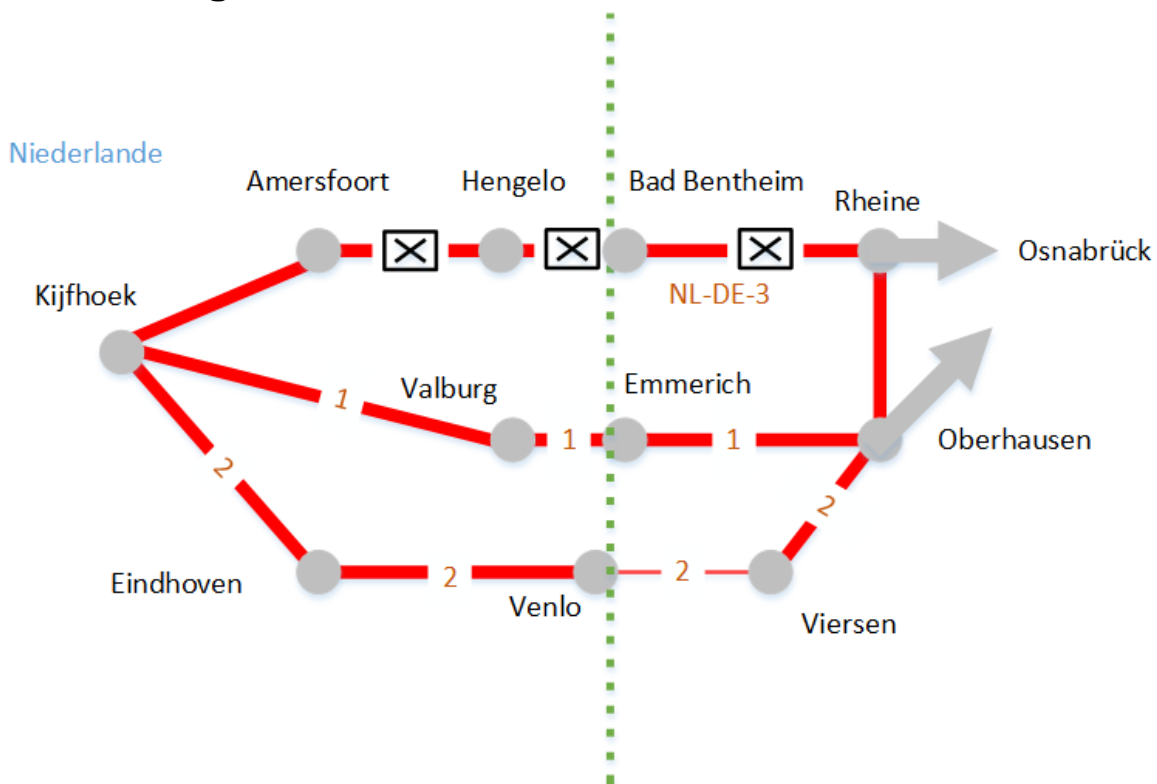 Niederlande
Amersfoort
Hengelo
Bad Bentheim
Rheine
Osnabrück
Kijfhoek
NL-DE-3
Valburg
Emmerich
1
1
1
Oberhausen
2
2
Eindhoven
2
2
Venlo
Viersen